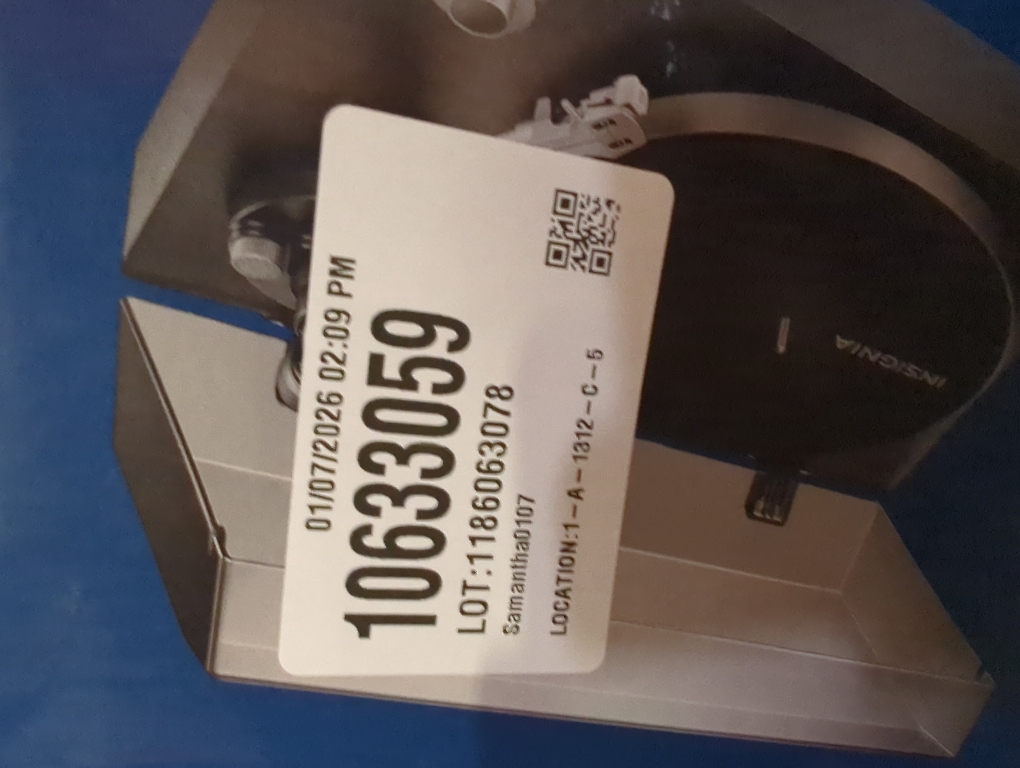 01/07/2026 02:09 PM
10633059
LOT:1186063078
Samantha0107
LOCATION:1-A-1312-C-5
INSIGNIA